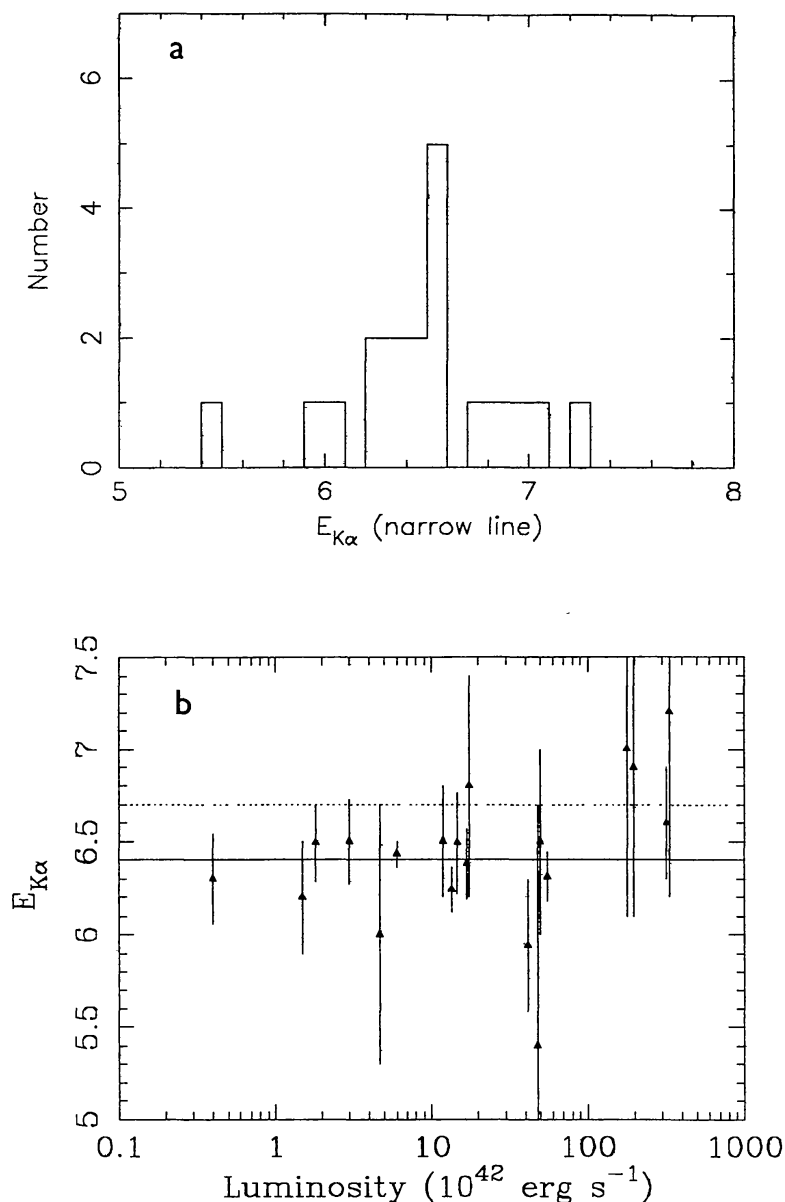 a
6
4
2
0
Number
5 6 7 8
E_Kα (narrow line)
b
7.5
7
6.5
6
5.5
5
E_Kα
0.1 1 10 100 1000
Luminosity (10^42 erg s^−1)